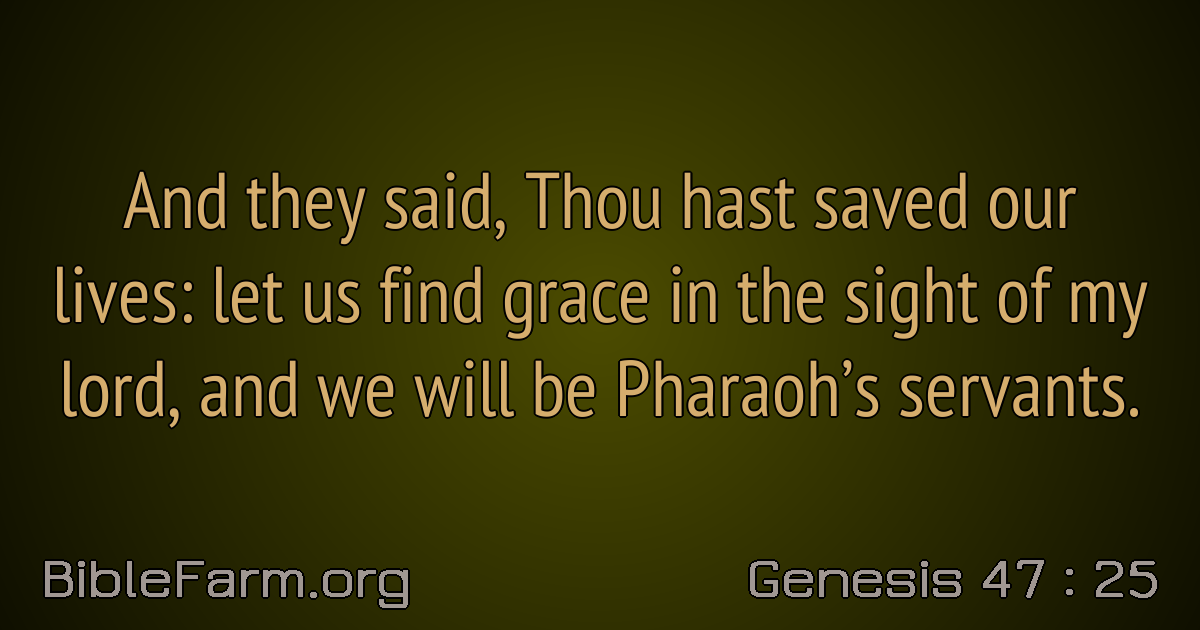 And they said, Thou hast saved our
lives: let us find grace in the sight of my
lord, and we will be Pharaoh’s servants.
BibleFarm.org
Genesis 47 : 25